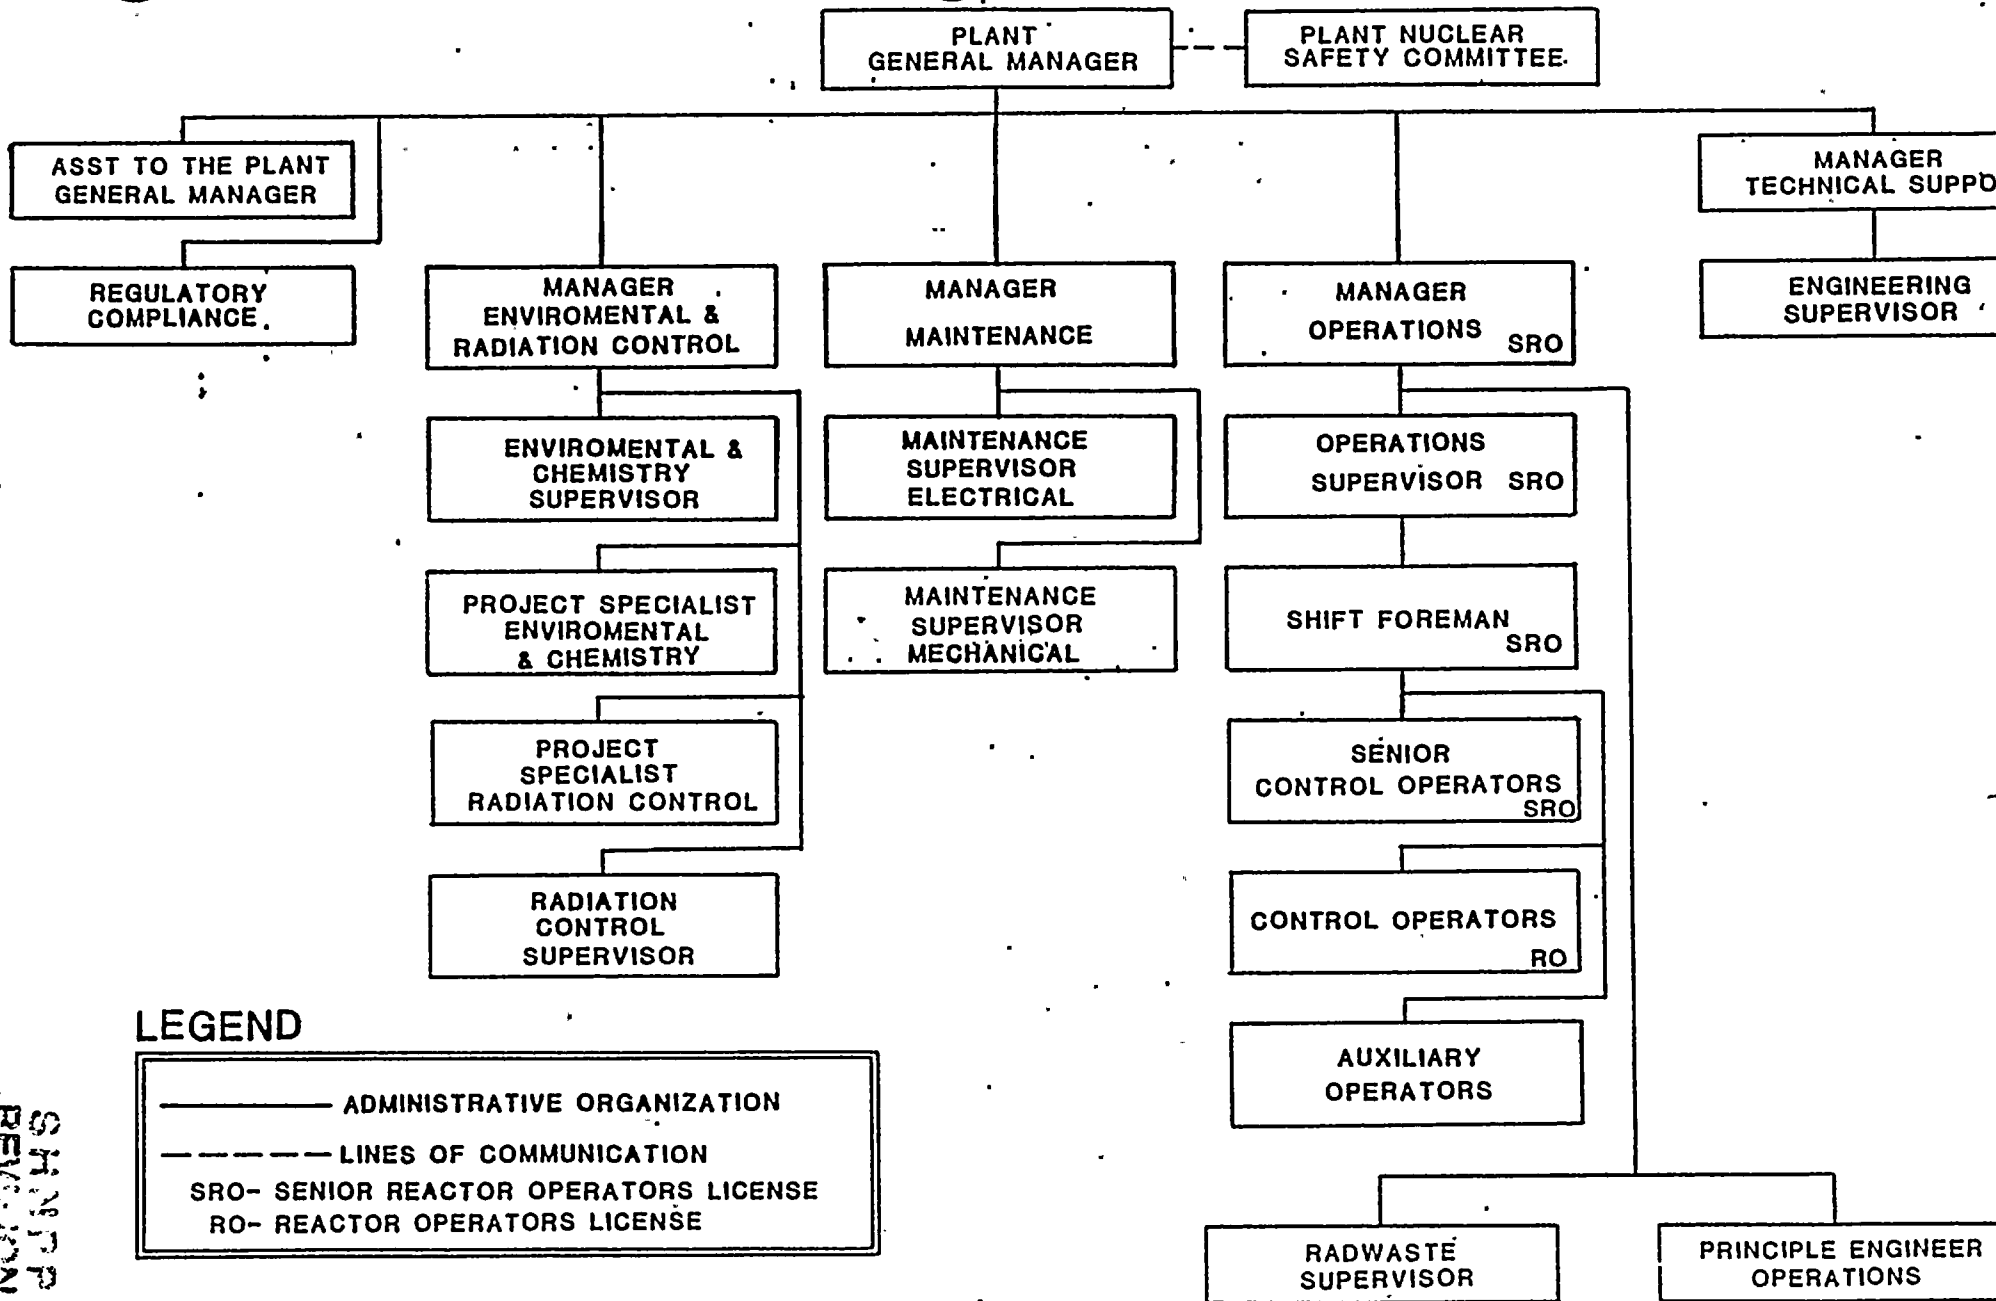 PLANT
GENERAL MANAGER
PLANT NUCLEAR
SAFETY COMMITTEE
ASST TO THE PLANT
GENERAL MANAGER
MANAGER
TECHNICAL SUPPO
REGULATORY
COMPLIANCE
MANAGER
ENVIROMENTAL &
RADIATION CONTROL
MANAGER
MAINTENANCE
MANAGER
OPERATIONS SRO
ENGINEERING
SUPERVISOR
ENVIROMENTAL &
CHEMISTRY
SUPERVISOR
MAINTENANCE
SUPERVISOR
ELECTRICAL
OPERATIONS
SUPERVISOR SRO
PROJECT SPECIALIST
ENVIROMENTAL
& CHEMISTRY
MAINTENANCE
SUPERVISOR
MECHANICAL
SHIFT FOREMAN
SRO
PROJECT
SPECIALIST
RADIATION CONTROL
SENIOR
CONTROL OPERATORS
SRO
RADIATION
CONTROL
SUPERVISOR
CONTROL OPERATORS
RO
AUXILIARY
OPERATORS
RADWASTE
SUPERVISOR
PRINCIPLE ENGINEER
OPERATIONS
LEGEND
ADMINISTRATIVE ORGANIZATION
LINES OF COMMUNICATION
SRO- SENIOR REACTOR OPERATORS LICENSE
RO- REACTOR OPERATORS LICENSE
SHNPP
REVISION